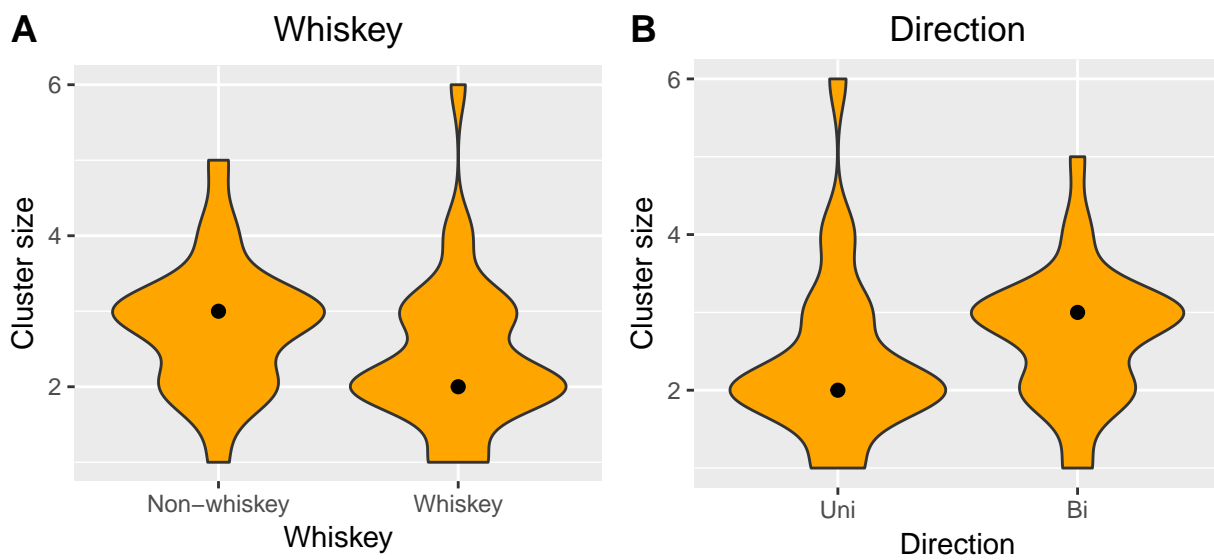 A
Whiskey
Cluster size
6
4
2
Non−whiskey
Whiskey
Whiskey
B
Direction
Cluster size
6
4
2
Uni
Bi
Direction